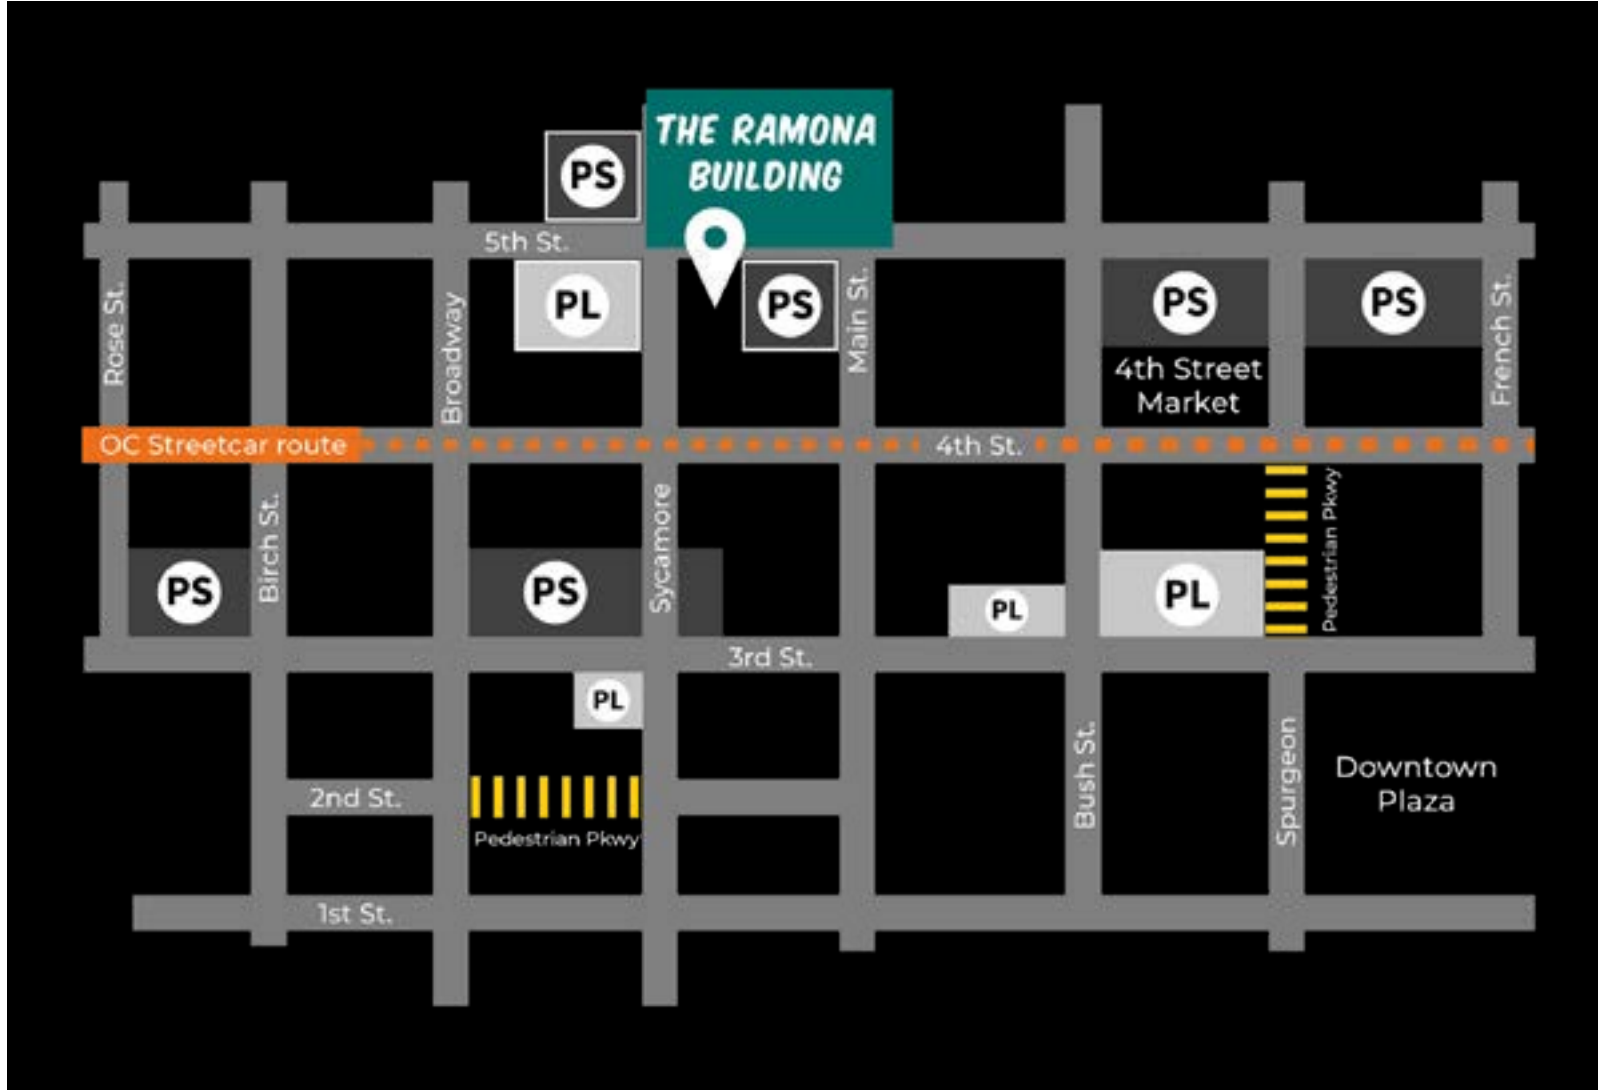 THE RAMONA
BUILDING
PS
5th St.
PL
PS
PS
PS
Rose St.
Broadway
Main St.
French St.
4th Street
Market
OC Streetcar route
4th St.
Birch St.
Sycamore
Pedestrian Pkwy
PS
PS
PL
PL
3rd St.
PL
Bush St.
Spurgeon
Downtown
Plaza
2nd St.
Pedestrian Pkwy
1st St.